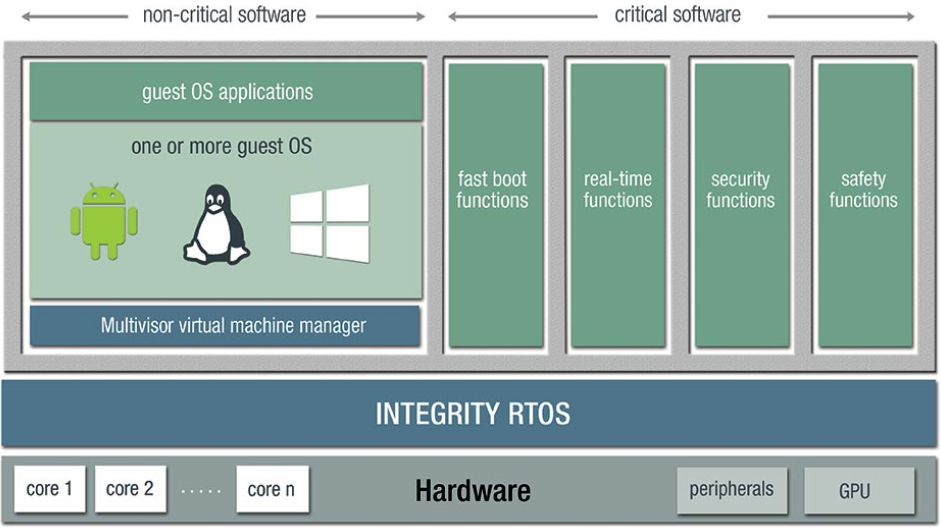 non-critical software
critical software
guest OS applications
one or more guest OS
Multivisor virtual machine manager
fast boot
functions
real-time
functions
security
functions
safety
functions
INTEGRITY RTOS
core 1
core 2
.....
core n
Hardware
peripherals
GPU